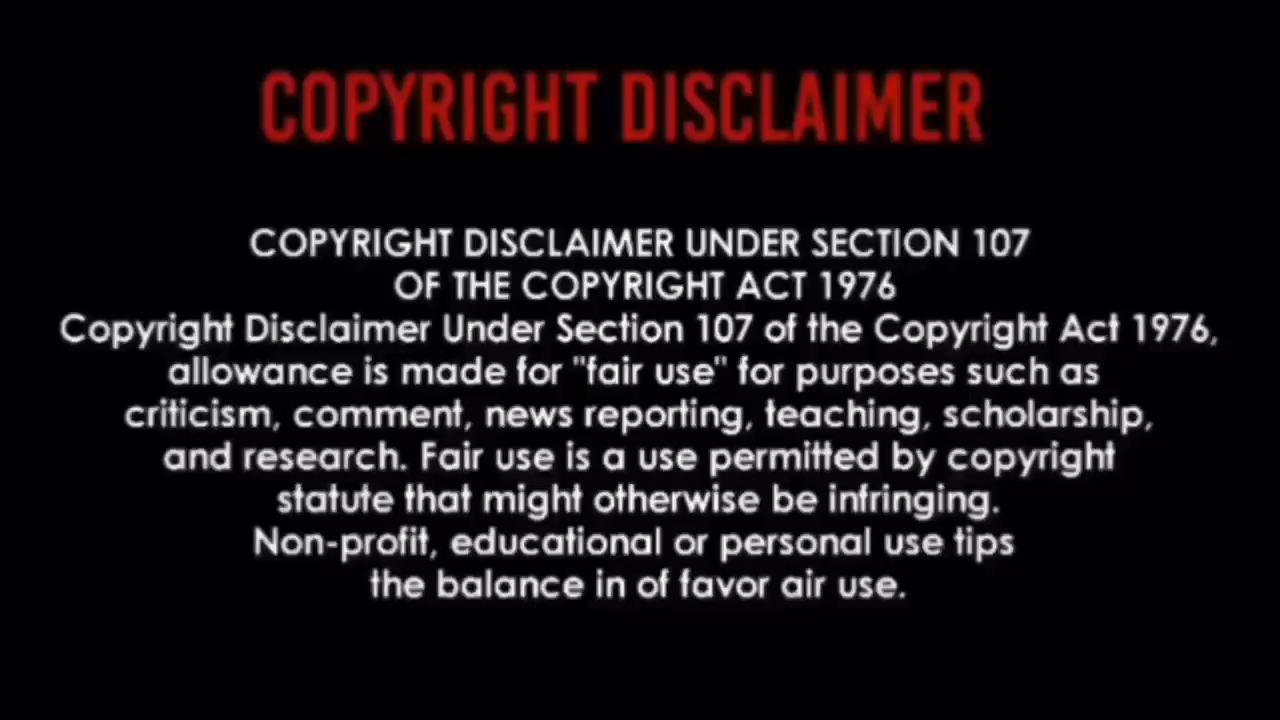 COPYRIGHT DISCLAIMER
COPYRIGHT DISCLAIMER UNDER SECTION 107
OF THE COPYRIGHT ACT 1976
Copyright Disclaimer Under Section 107 of the Copyright Act 1976,
allowance is made for "fair use" for purposes such as
criticism, comment, news reporting, teaching, scholarship,
and research. Fair use is a use permitted by copyright
statute that might otherwise be infringing.
Non-profit, educational or personal use tips
the balance in of favor air use.